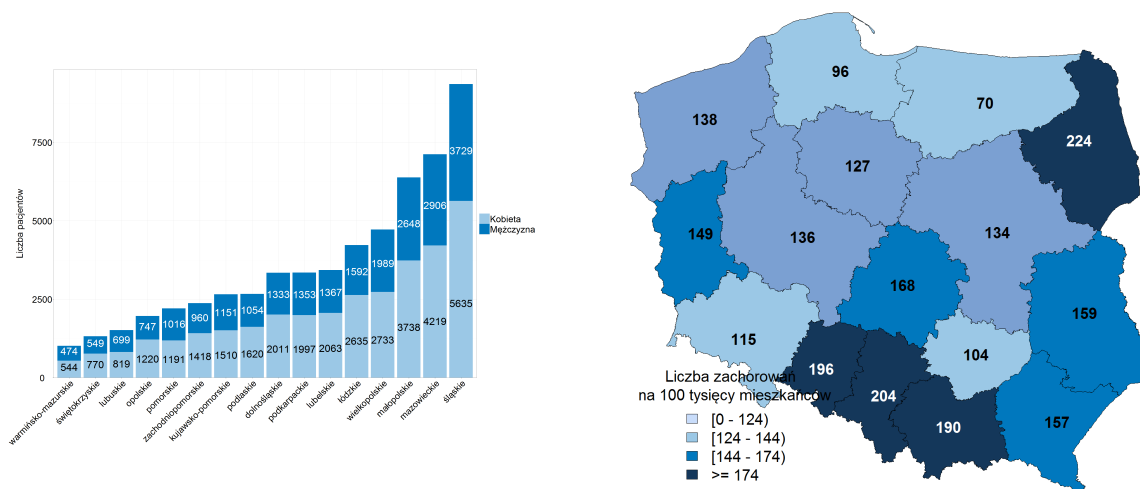 7500
5000
2500
0
Liczba pacjentów
474
549
699
747
1016
960
1151
1054
1333
1353
1367
1592
1989
2648
2906
3729
544
770
819
1220
1191
1418
1510
1620
2011
1997
2063
2635
2733
3738
4219
5635
warmińsko-mazurskie
świętokrzyskie
lubuskie
opolskie
pomorskie
zachodniopomorskie
kujawsko-pomorskie
podlaskie
dolnośląskie
podkarpackie
lubelskie
łódzkie
wielkopolskie
małopolskie
mazowieckie
śląskie
Kobieta
Mężczyzna
96
70
138
224
127
149
136
134
168
159
115
104
196
204
190
157
Liczba zachorowań
na 100 tysięcy mieszkańców
[0 - 124)
[124 - 144)
[144 - 174)
>= 174